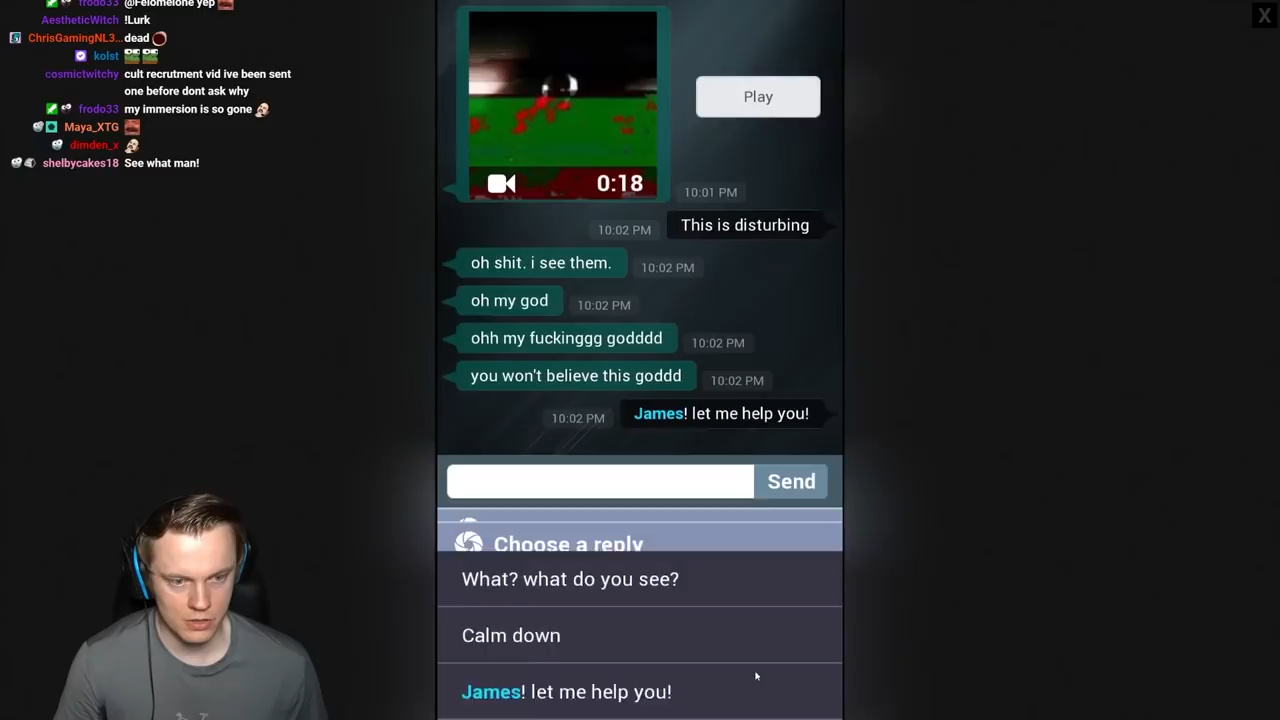 frodo33 @Felomelone yep
AestheticWitch !Lurk
ChrisGamingNL3... dead
kolst
cosmictwitchy cult recrutment vid ive been sent
one before dont ask why
frodo33 my immersion is so gone
Maya_XTG
dimden_x
shelbycakes18 See what man!
X
Play
0:18
10:01 PM
10:02 PM This is disturbing
oh shit. i see them. 10:02 PM
oh my god 10:02 PM
ohh my fuckinggg godddd 10:02 PM
you won't believe this goddd 10:02 PM
10:02 PM James! let me help you!
Send
Choose a reply
What? what do you see?
Calm down
James! let me help you!